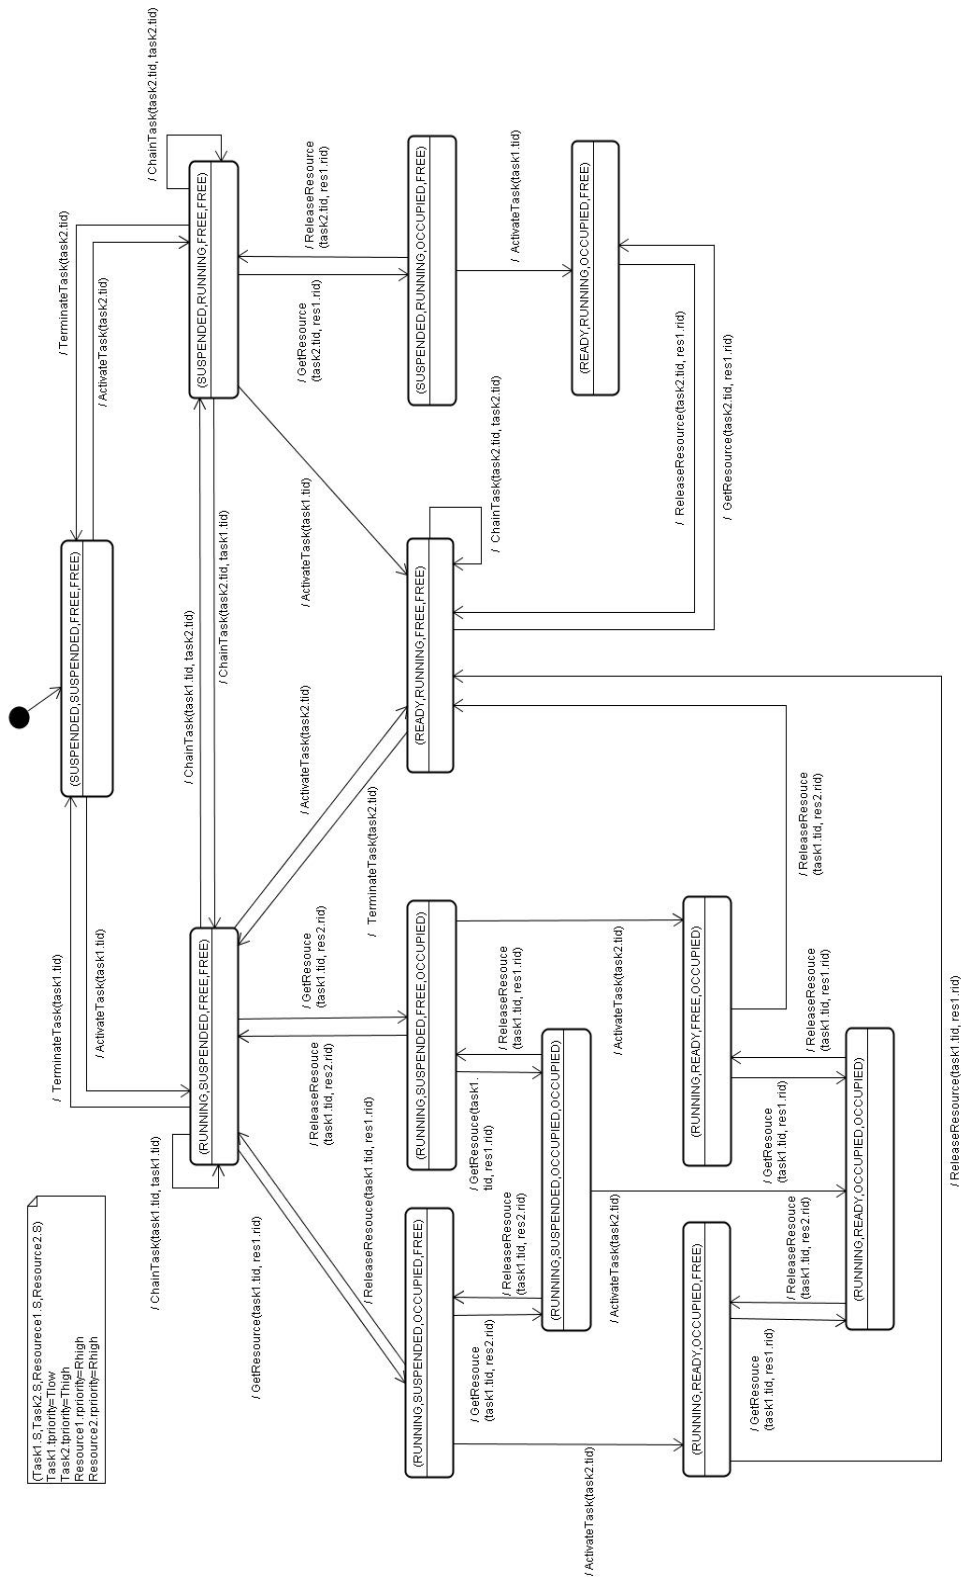 (Task1.S,Task2.S,Resourece1.S,Resource2.S)
Task1.tpriority=Tlow
Task2.tpriority=Thigh
Resource1.rpriority=Rhigh
Resource2.rpriority=Rhigh
(SUSPENDED,SUSPENDED,FREE,FREE)
/ TerminateTask(task1.tid)
/ ActivateTask(task1.tid)
/ TerminateTask(task2.tid)
/ ActivateTask(task2.tid)
/ ChainTask(task1.tid, task1.tid)
(RUNNING,SUSPENDED,FREE,FREE)
/ ChainTask(task1.tid, task2.tid)
/ ChainTask(task2.tid, task1.tid)
(SUSPENDED,RUNNING,FREE,FREE)
/ ChainTask(task2.tid, task2.tid)
/ GetResource(task1.tid, res1.rid)
/ ReleaseResouce(task1.tid, res1.rid)
/ ReleaseResouce
(task1.tid, res2.rid)
/ GetResouce
(task1.tid, res2.rid)
/ TerminateTask(task2.tid)
/ ActivateTask(task2.tid)
/ ActivateTask(task1.tid)
/ GetResource
(task2.tid, res1.rid)
/ ReleaseResource
(task2.tid, res1.rid)
(RUNNING,SUSPENDED,OCCUPIED,FREE)
(RUNNING,SUSPENDED,FREE,OCCUPIED)
(READY,RUNNING,FREE,FREE)
(SUSPENDED,RUNNING,OCCUPIED,FREE)
/ GetResouce
(task1.tid, res2.rid)
/ ReleaseResouce
(task1.tid, res2.rid)
/ GetResouce(task1.
tid, res1.rid)
/ ReleaseResouce
(task1.tid, res1.rid)
/ ChainTask(task2.tid, task2.tid)
/ ActivateTask(task1.tid)
(RUNNING,SUSPENDED,OCCUPIED,OCCUPIED)
(READY,RUNNING,OCCUPIED,FREE)
/ ActivateTask(task2.tid)
/ ActivateTask(task2.tid)
/ ActivateTask(task2.tid)
/ ReleaseResource(task2.tid, res1.rid)
/ GetResource(task2.tid, res1.rid)
(RUNNING,READY,OCCUPIED,FREE)
(RUNNING,READY,FREE,OCCUPIED)
/ GetResouce
(task1.tid, res1.rid)
/ ReleaseResouce
(task1.tid, res2.rid)
/ GetResouce
(task1.tid, res1.rid)
/ ReleaseResouce
(task1.tid, res1.rid)
/ ReleaseResouce
(task1.tid, res2.rid)
(RUNNING,READY,OCCUPIED,OCCUPIED)
/ ReleaseResource(task1.tid, res1.rid)